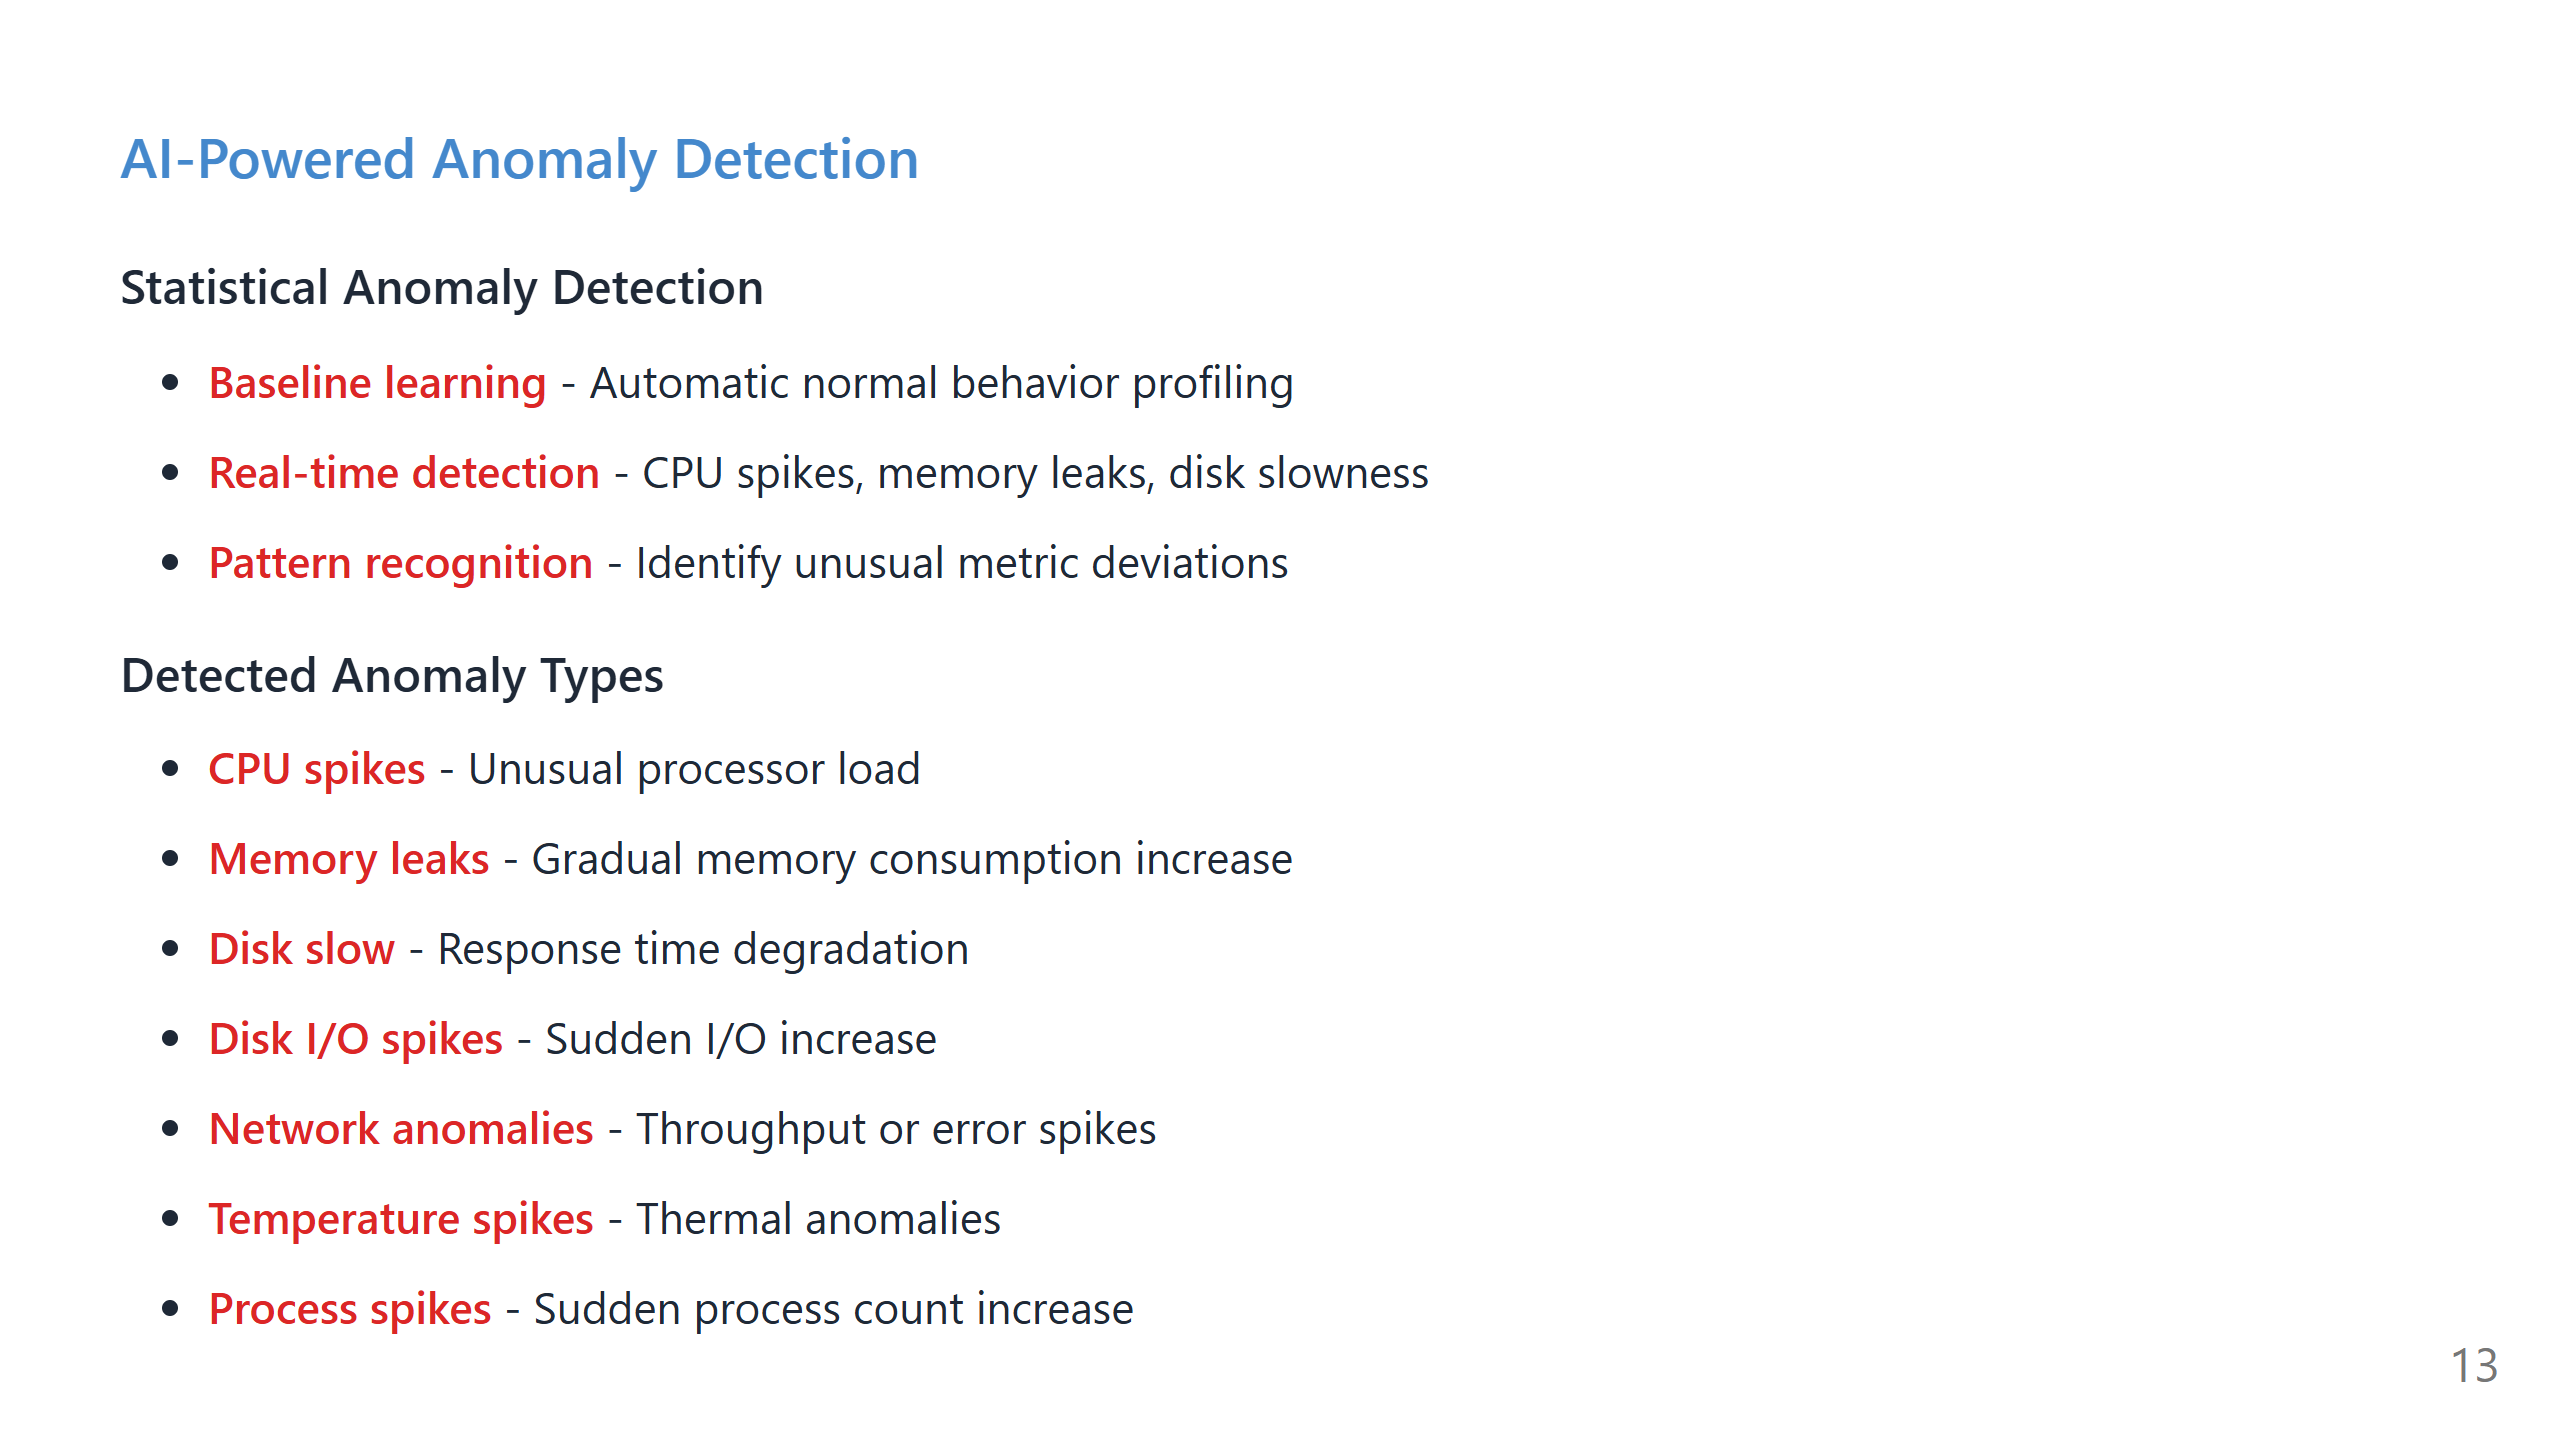 AI-Powered Anomaly Detection
Statistical Anomaly Detection
• Baseline learning - Automatic normal behavior profiling
• Real-time detection - CPU spikes, memory leaks, disk slowness
• Pattern recognition - Identify unusual metric deviations
Detected Anomaly Types
• CPU spikes - Unusual processor load
• Memory leaks - Gradual memory consumption increase
• Disk slow - Response time degradation
• Disk I/O spikes - Sudden I/O increase
• Network anomalies - Throughput or error spikes
• Temperature spikes - Thermal anomalies
• Process spikes - Sudden process count increase
13